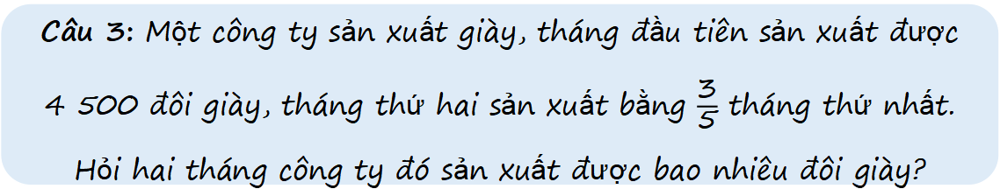 Câu 3: Một công ty sản xuất giày, tháng đầu tiên sản xuất được
4 500 đôi giày, tháng thứ hai sản xuất bằng 3/5 tháng thứ nhất.
Hỏi hai tháng công ty đó sản xuất được bao nhiêu đôi giày?